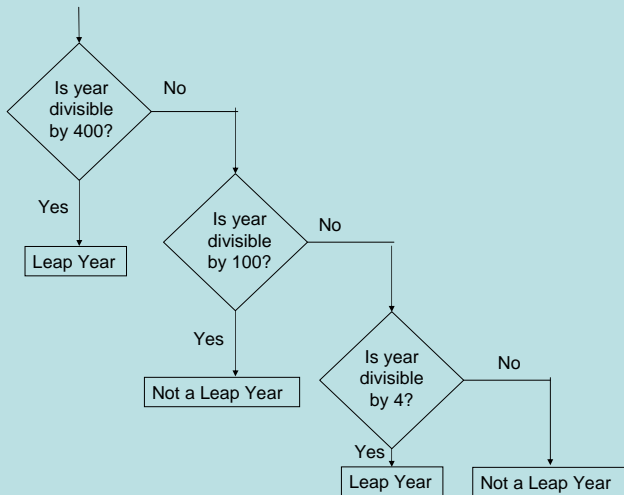 Is year
divisible
by 400?
No
Yes
Leap Year
Is year
divisible
by 100?
No
Yes
Not a Leap Year
Is year
divisible
by 4?
No
Yes
Leap Year
Not a Leap Year